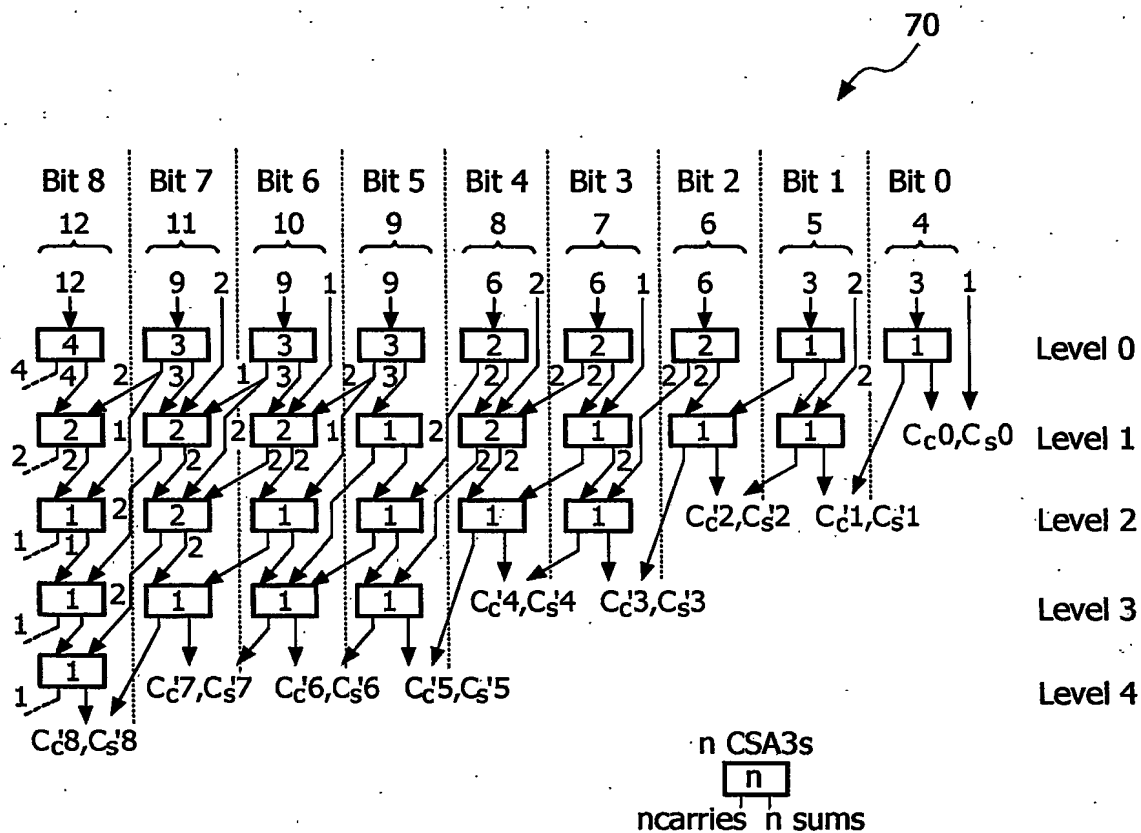 70
Bit 8 Bit 7 Bit 6 Bit 5 Bit 4 Bit 3 Bit 2 Bit 1 Bit 0
12 11 10 9 8 7 6 5 4
12 9 2 9 1 9 6 2 6 1 6 3 2 3 1
4 3 3 3 2 2 2 1 1 Level 0
4 4 2 3 1 3 2 3 2 2 2 2 2 2 2
2 1 2 2 2 1 1 2 2 1 1 1 Cc0,Cs0 Level 1
2 2 2 2 2 2 2 2
1 2 2 1 1 1 1 Cc'2,Cs'2 Cc'1,Cs'1 Level 2
1 1 2
1 2 1 1 1 Cc'4,Cs'4 Cc'3,Cs'3 Level 3
1
1 Cc'7,Cs'7 Cc'6,Cs'6 Cc'5,Cs'5 Level 4
1
Cc'8,Cs'8
n CSA3s
n
ncarries n sums